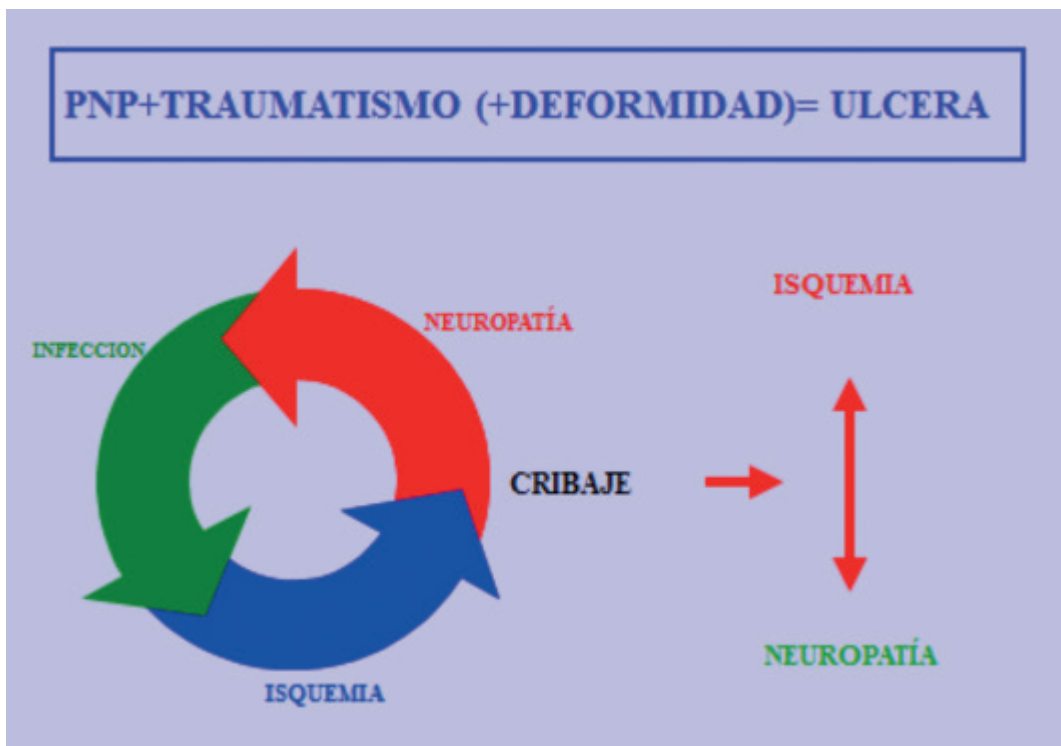 PNP+TRAUMATISMO (+DEFORMIDAD)= ULCERA
ISQUEMIA
NEUROPATÍA
INFECCION
CRIBAJE
NEUROPATÍA
ISQUEMIA